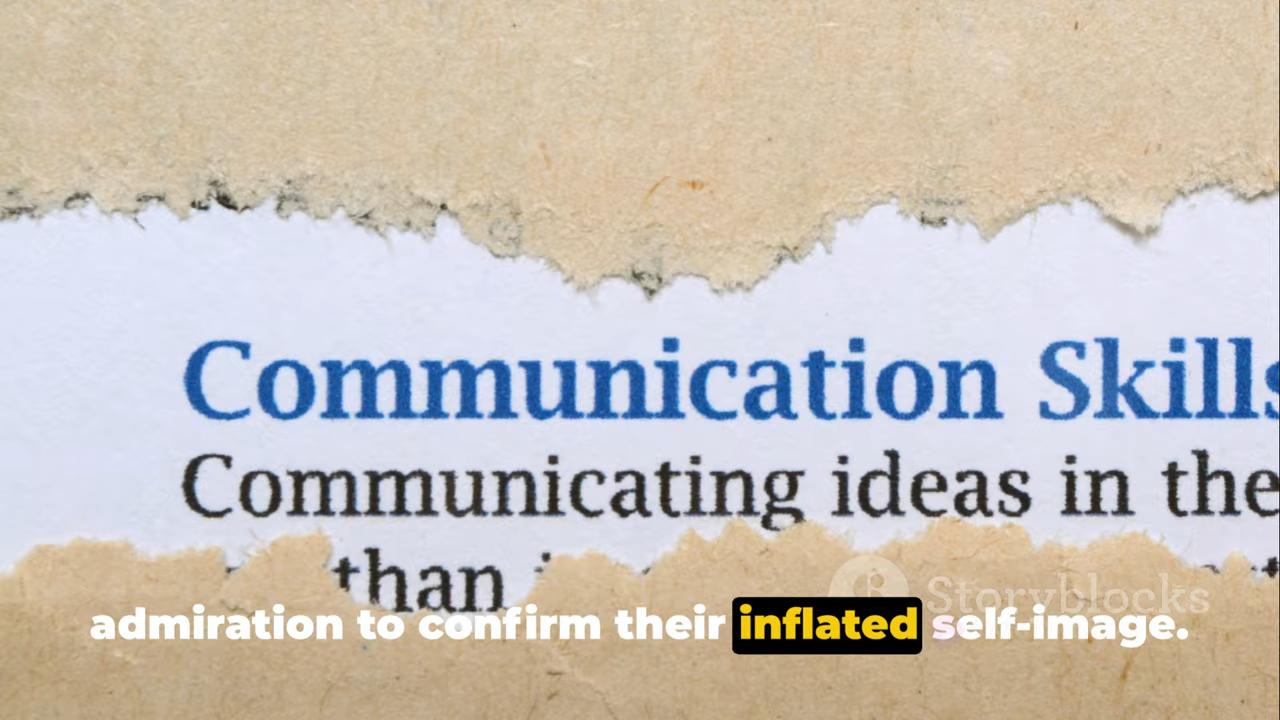 Communication Skills
Communicating ideas in the
than
Storyblocks
admiration to confirm their inflated self-image.